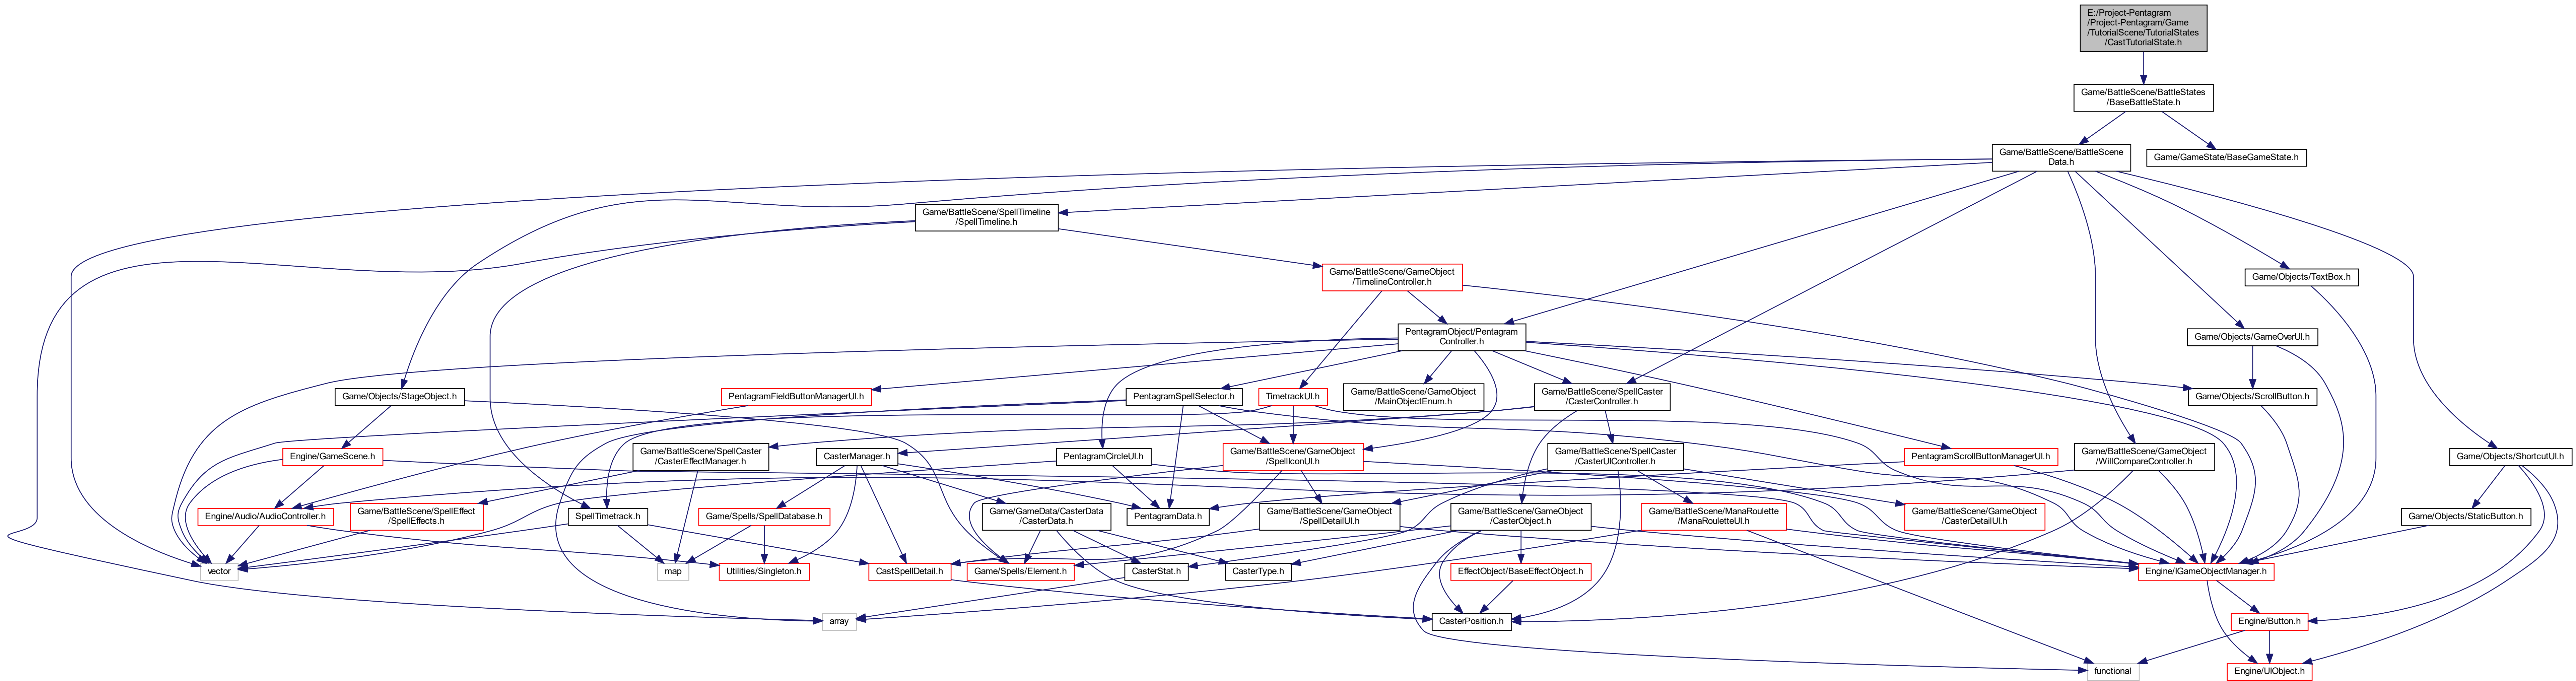 E:/Project-Pentagram
/Project-Pentagram/Game
/TutorialScene/TutorialStates
/CastTutorialState.h
Game/BattleScene/BattleStates
/BaseBattleState.h
Game/BattleScene/BattleScene
Data.h
Game/GameState/BaseGameState.h
Game/BattleScene/SpellTimeline
/SpellTimeline.h
Game/BattleScene/GameObject
/TimelineController.h
Game/Objects/TextBox.h
PentagramObject/Pentagram
Controller.h
Game/Objects/GameOverUI.h
Game/Objects/StageObject.h
PentagramFieldButtonManagerUI.h
PentagramSpellSelector.h
TimetrackUI.h
Game/BattleScene/GameObject
/MainObjectEnum.h
Game/BattleScene/SpellCaster
/CasterController.h
Game/Objects/ScrollButton.h
Engine/GameScene.h
Game/BattleScene/SpellCaster
/CasterEffectManager.h
CasterManager.h
PentagramCircleUI.h
Game/BattleScene/GameObject
/SpellIconUI.h
Game/BattleScene/SpellCaster
/CasterUIController.h
PentagramScrollButtonManagerUI.h
Game/BattleScene/GameObject
/WillCompareController.h
Game/Objects/ShortcutUI.h
Engine/Audio/AudioController.h
Game/BattleScene/SpellEffect
/SpellEffects.h
SpellTimetrack.h
Game/Spells/SpellDatabase.h
Game/GameData/CasterData
/CasterData.h
PentagramData.h
Game/BattleScene/GameObject
/SpellDetailUI.h
Game/BattleScene/GameObject
/CasterObject.h
Game/BattleScene/ManaRoulette
/ManaRouletteUI.h
Game/BattleScene/GameObject
/CasterDetailUI.h
Game/Objects/StaticButton.h
vector
map
Utilities/Singleton.h
CastSpellDetail.h
Game/Spells/Element.h
CasterStat.h
CasterType.h
EffectObject/BaseEffectObject.h
Engine/IGameObjectManager.h
array
CasterPosition.h
Engine/Button.h
functional
Engine/UIObject.h